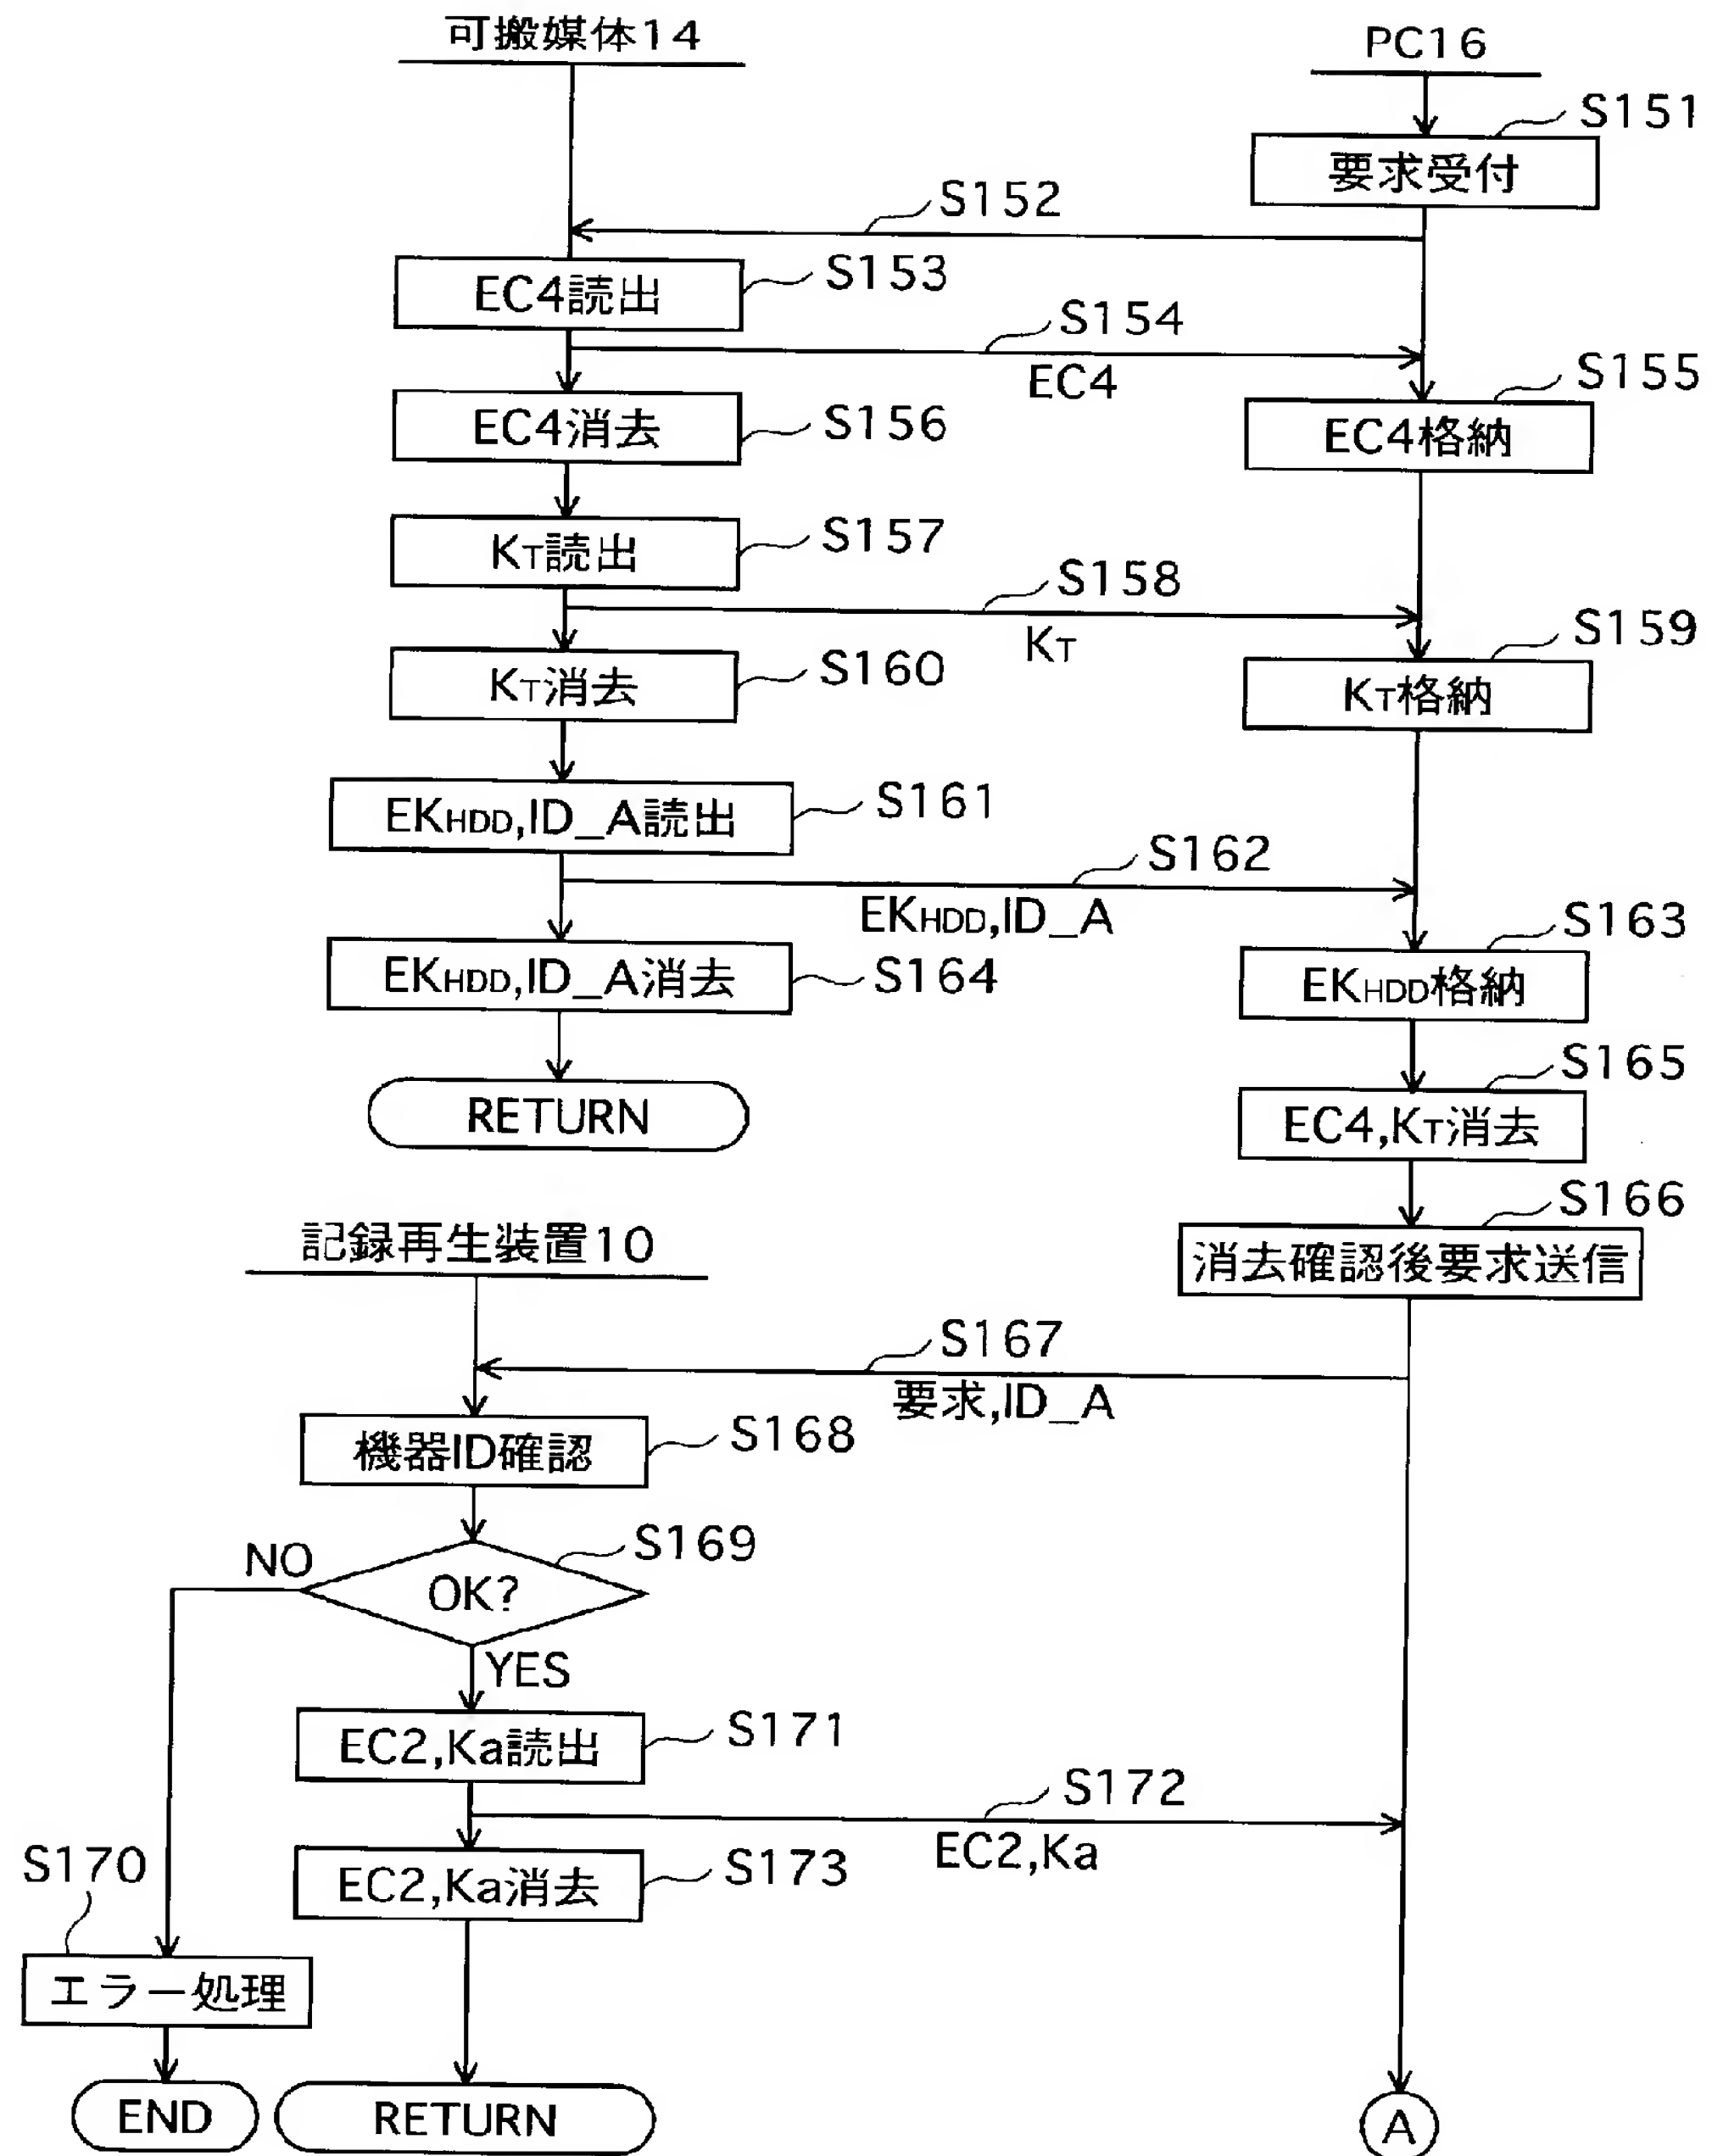 可搬媒体14
PC16
S151
要求受付
S152
S153
EC4読出
S154
EC4
S155
EC4消去
S156
EC4格納
KT読出
S157
S158
KT
S159
KT消去
S160
KT格納
EKHDD,ID_A読出
S161
S162
EKHDD,ID_A
S163
EKHDD,ID_A消去
S164
EKHDD格納
S165
RETURN
EC4,KT消去
S166
記録再生装置10
消去確認後要求送信
S167
要求,ID_A
機器ID確認
S168
S169
NO
OK?
YES
EC2,Ka読出
S171
S172
EC2,Ka
S170
EC2,Ka消去
S173
エラー処理
END
RETURN
A